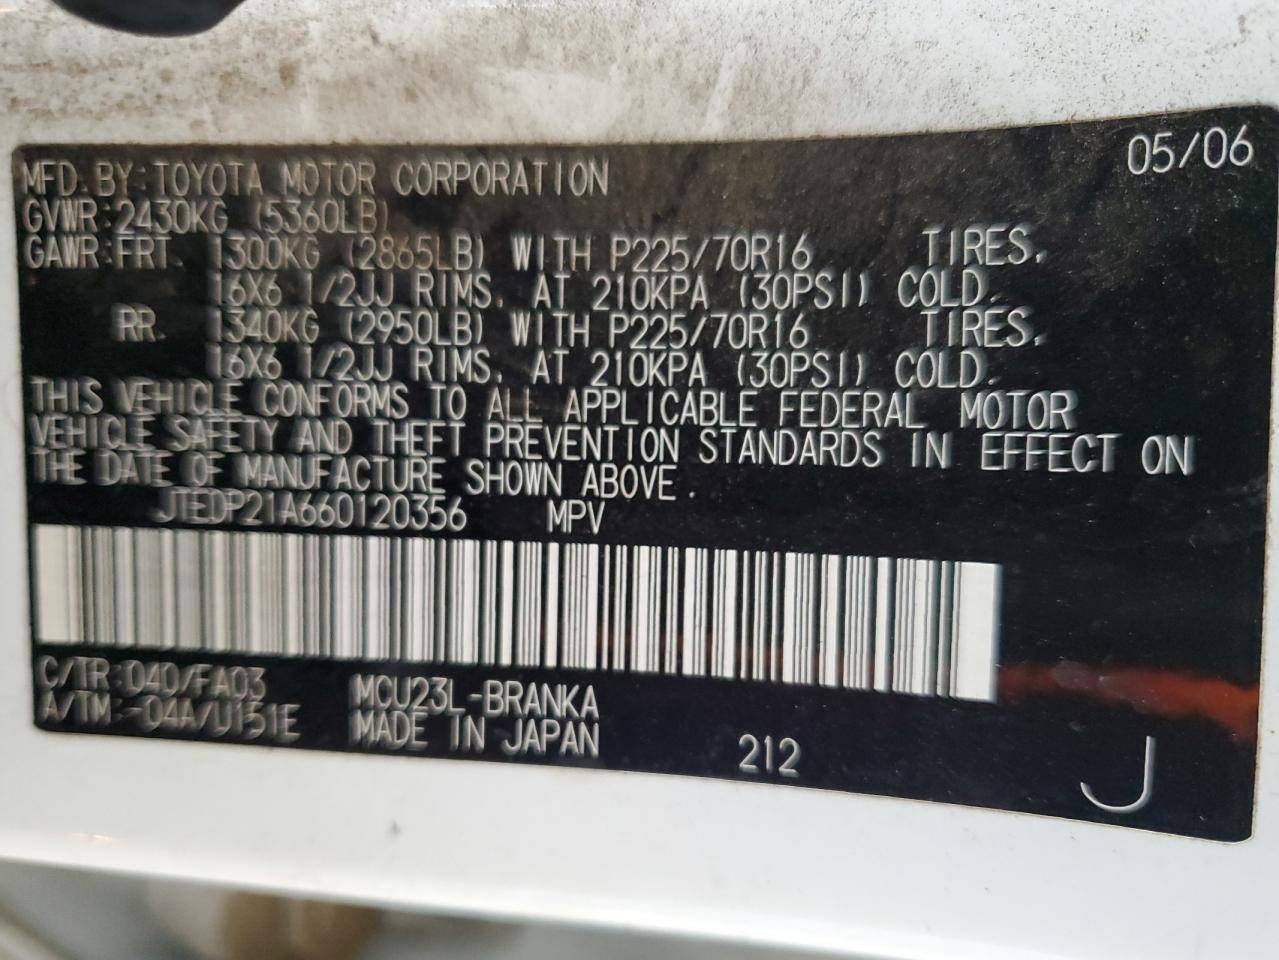 05/06
MFD. BY: TOYOTA MOTOR CORPORATION
GVWR: 2430KG (5360LB)
GAWR: FRT. 1300KG (2865LB) WITH P225/70R16 TIRES,
16X6 1/2JJ RIMS, AT 210KPA (30PSI) COLD.
RR. 1340KG (2950LB) WITH P225/70R16 TIRES,
16X6 1/2JJ RIMS, AT 210KPA (30PSI) COLD.
THIS VEHICLE CONFORMS TO ALL APPLICABLE FEDERAL MOTOR
VEHICLE SAFETY AND THEFT PREVENTION STANDARDS IN EFFECT ON
THE DATE OF MANUFACTURE SHOWN ABOVE.
JTEDP21A660120356 MPV
C/TR: 040/FA03 MCU23L-BRANKA
A/TM: -04A/U151E MADE IN JAPAN 212
J